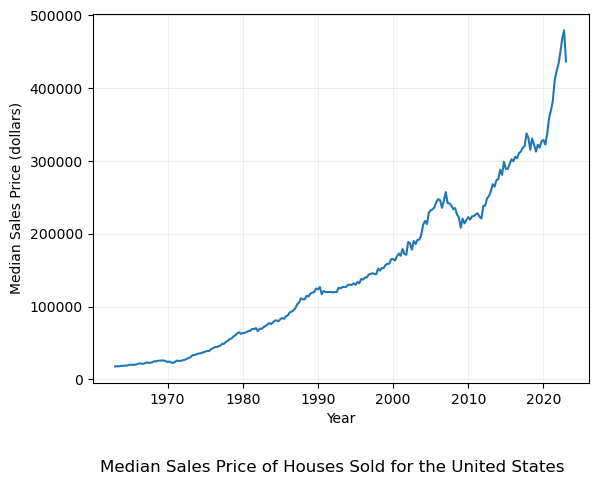 500000
400000
300000
200000
100000
0
Median Sales Price (dollars)
1970 1980 1990 2000 2010 2020
Year
Median Sales Price of Houses Sold for the United States